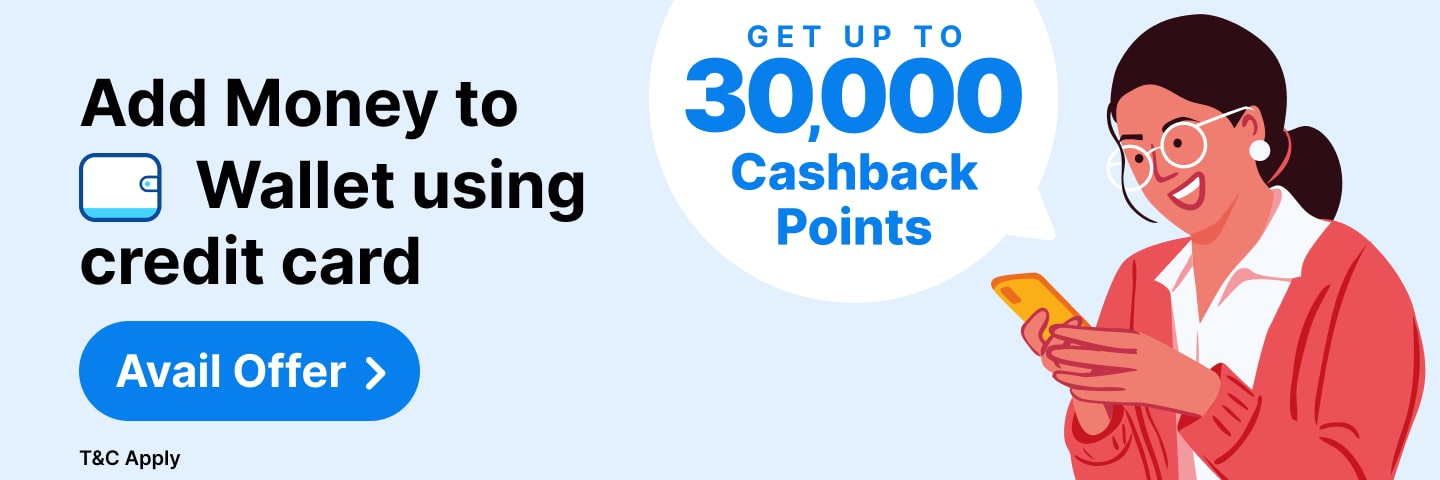 Add Money to
Wallet using
credit card
Avail Offer
T&C Apply
GET UP TO
30,000
Cashback
Points